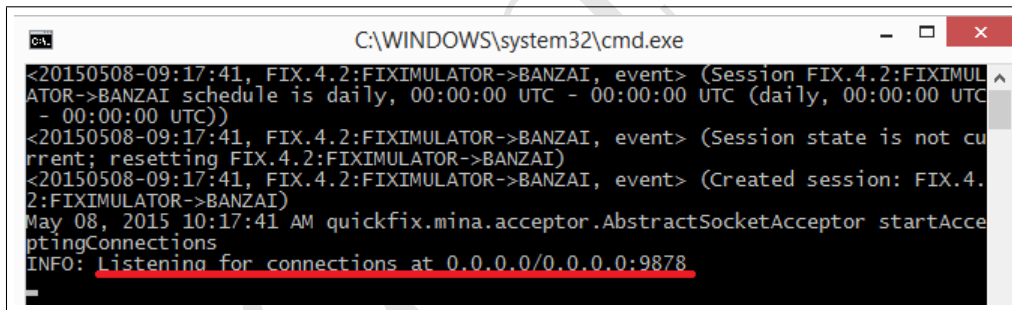 C:\WINDOWS\system32\cmd.exe
<20150508-09:17:41, FIX.4.2:FIXIMULATOR->BANZAI, event> (Session FIX.4.2:FIXIMUL
ATOR->BANZAI schedule is daily, 00:00:00 UTC - 00:00:00 UTC (daily, 00:00:00 UTC
 - 00:00:00 UTC))
<20150508-09:17:41, FIX.4.2:FIXIMULATOR->BANZAI, event> (Session state is not cu
rrent; resetting FIX.4.2:FIXIMULATOR->BANZAI)
<20150508-09:17:41, FIX.4.2:FIXIMULATOR->BANZAI, event> (Created session: FIX.4.
2:FIXIMULATOR->BANZAI)
May 08, 2015 10:17:41 AM quickfix.mina.acceptor.AbstractSocketAcceptor startAcce
ptingConnections
INFO: Listening for connections at 0.0.0.0/0.0.0.0:9878